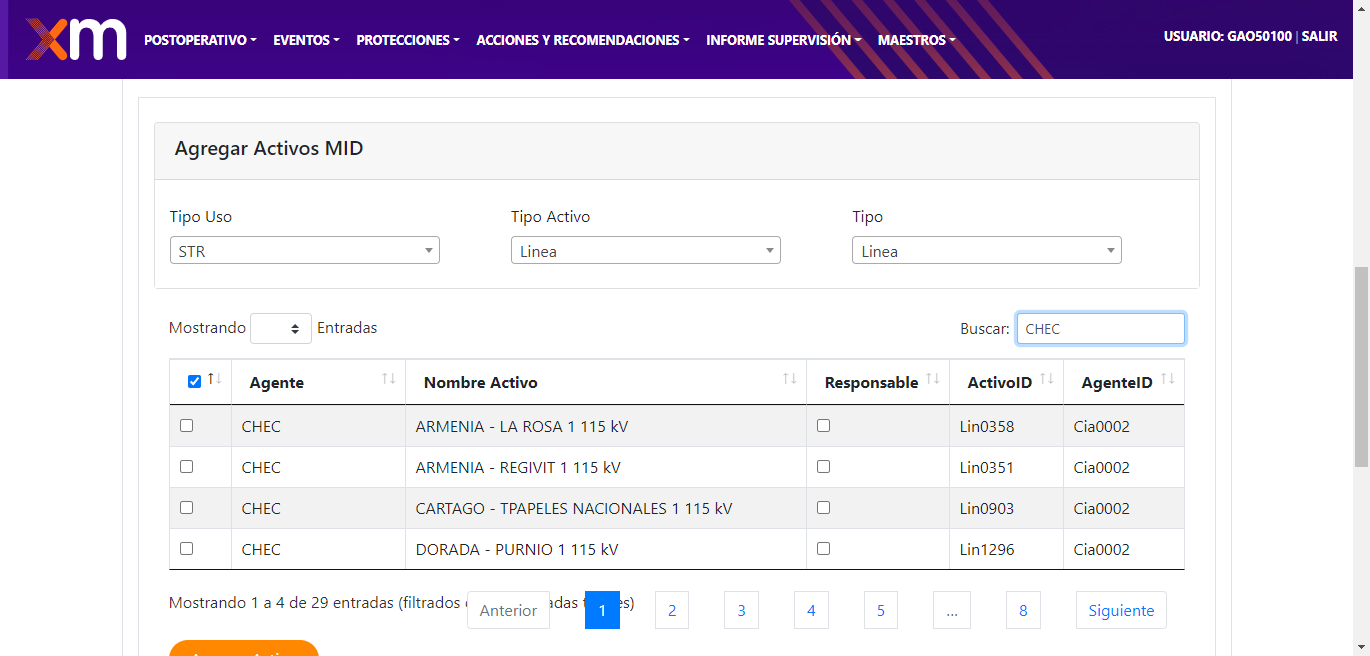 xm POSTOPERATIVO EVENTOS PROTECCIONES ACCIONES Y RECOMENDACIONES INFORME SUPERVISIÓN MAESTROS USUARIO: GAO50100 | SALIR
Agregar Activos MID
Tipo Uso Tipo Activo Tipo
STR Linea Linea
Mostrando Entradas Buscar: CHEC
Agente Nombre Activo Responsable ActivoID AgenteID
CHEC ARMENIA - LA ROSA 1 115 kV Lin0358 Cia0002
CHEC ARMENIA - REGIVIT 1 115 kV Lin0351 Cia0002
CHEC CARTAGO - TPAPELES NACIONALES 1 115 kV Lin0903 Cia0002
CHEC DORADA - PURNIO 1 115 kV Lin1296 Cia0002
Mostrando 1 a 4 de 29 entradas (filtrados
Anterior 1 2 3 4 5 ... 8 Siguiente